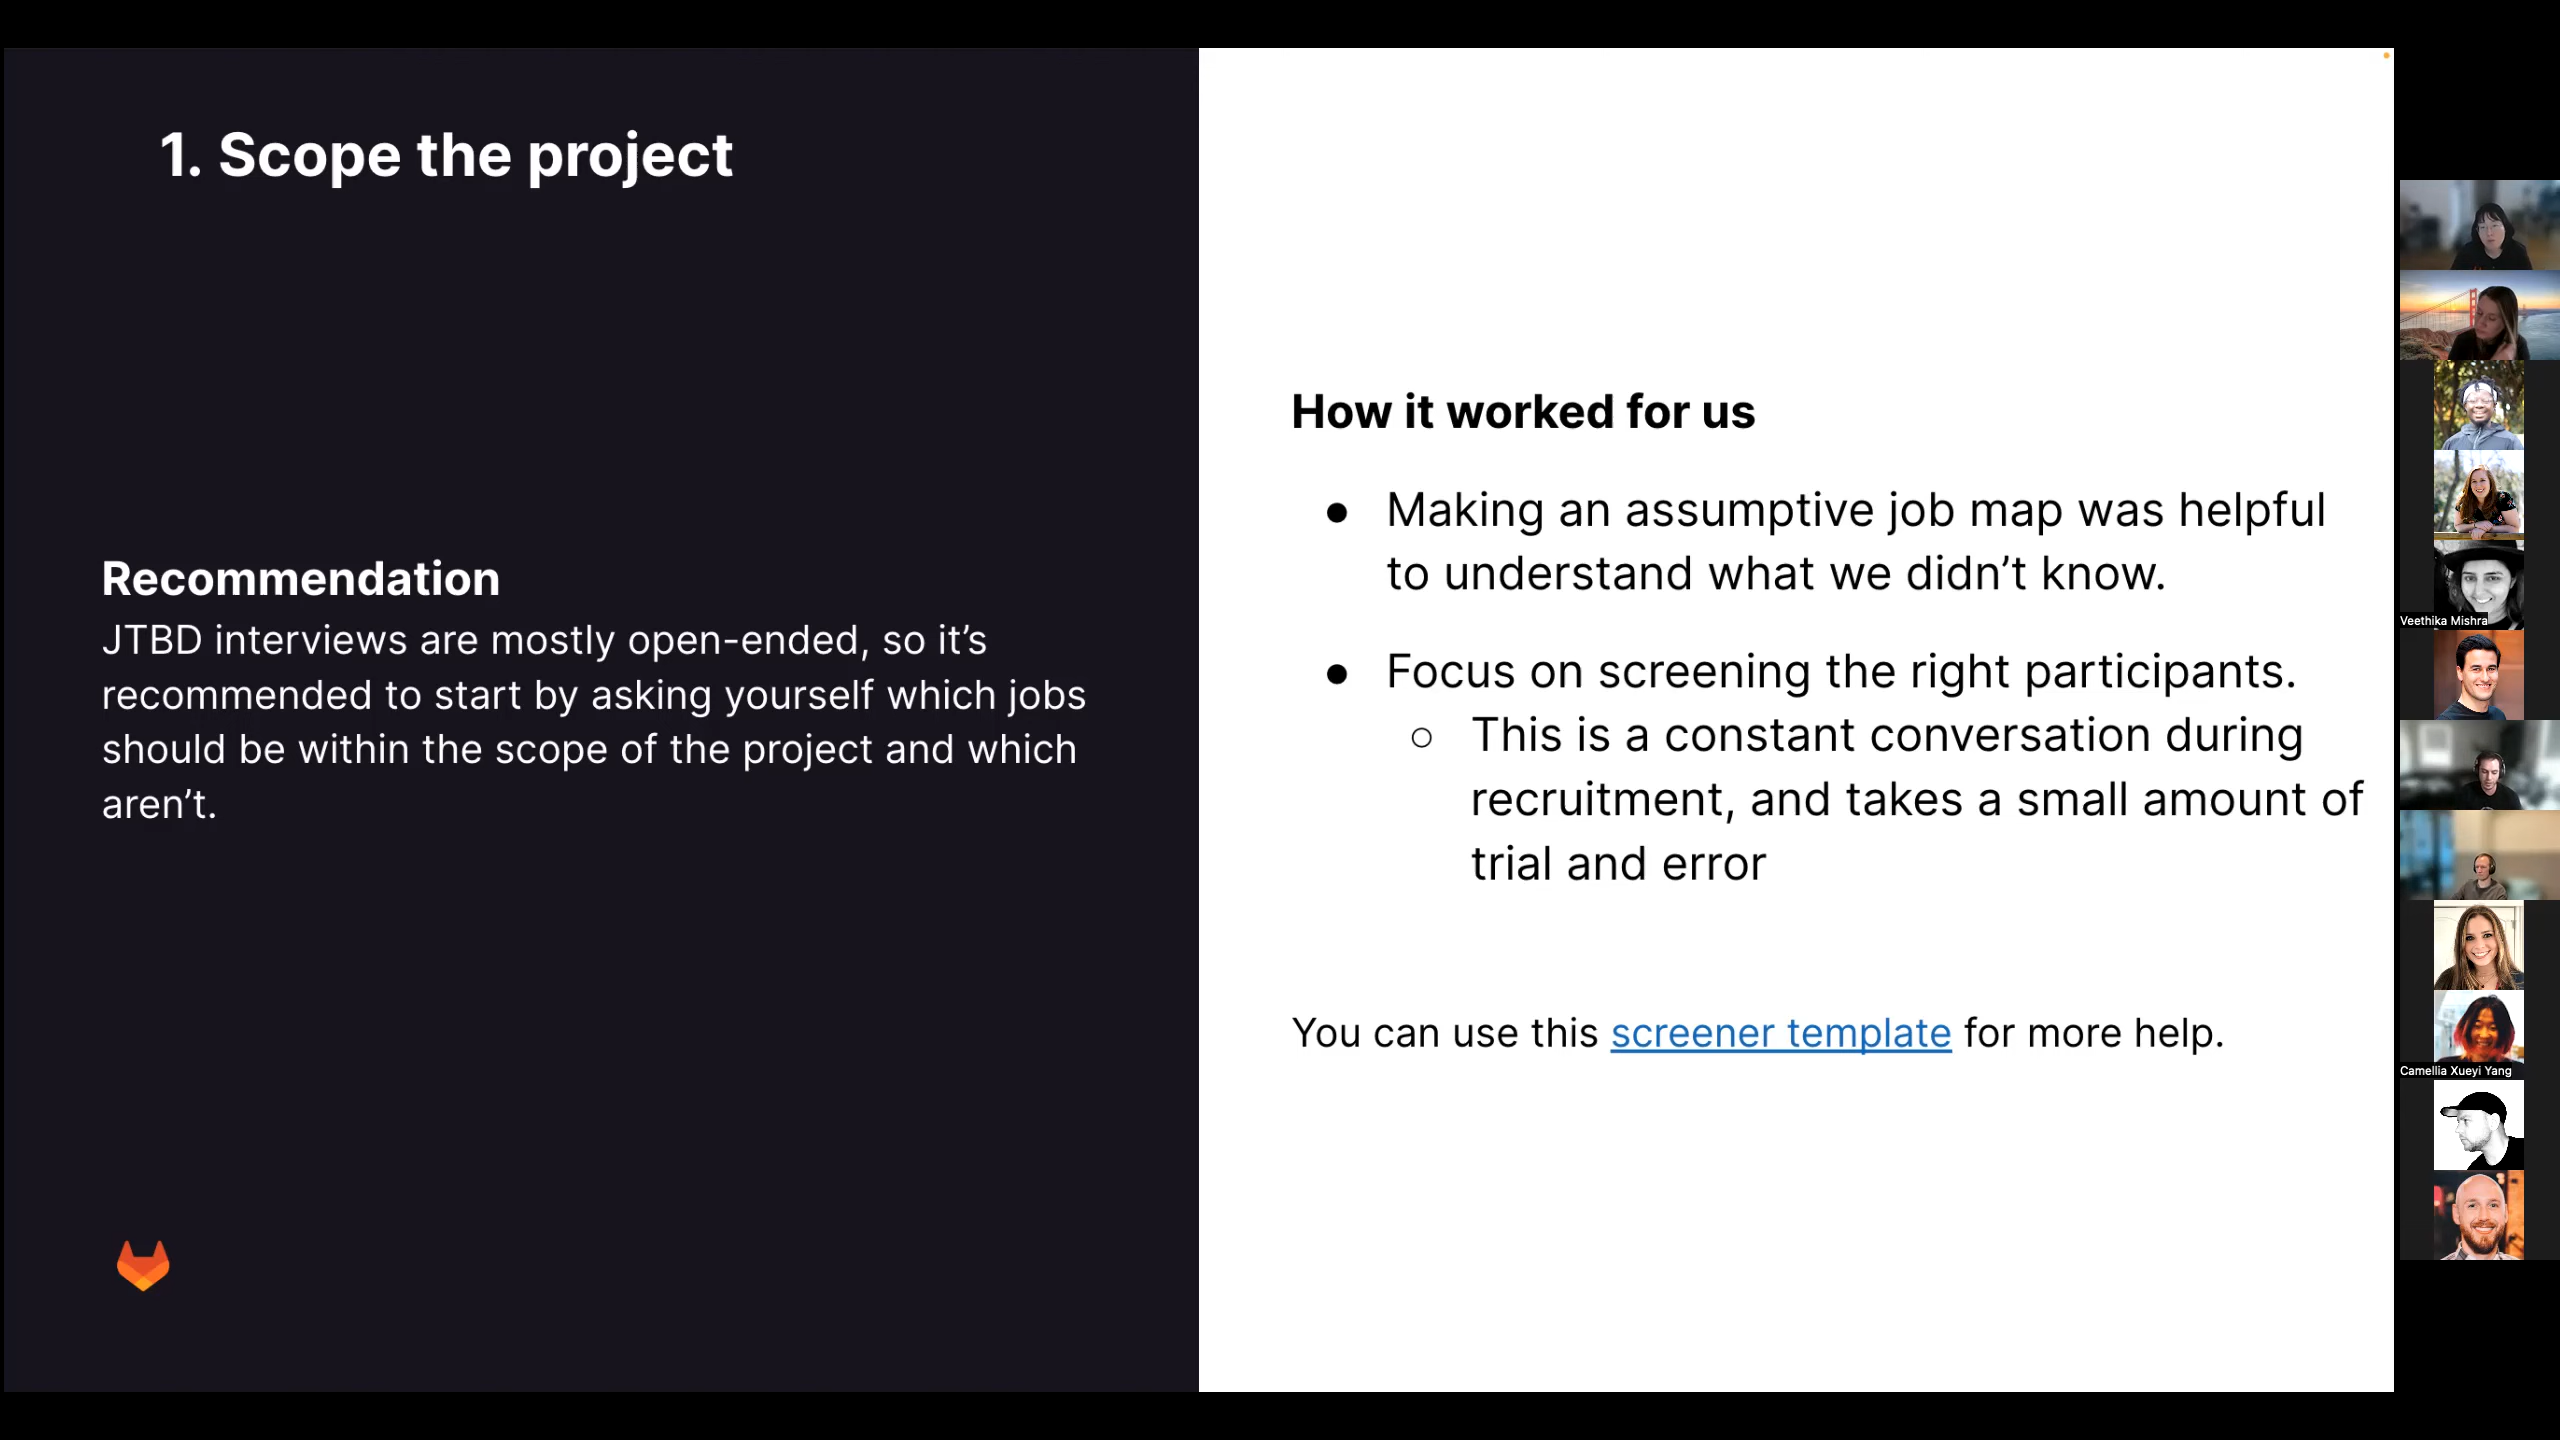 1. Scope the project
Recommendation
JTBD interviews are mostly open-ended, so it’s
recommended to start by asking yourself which jobs
should be within the scope of the project and which
aren’t.
How it worked for us
● Making an assumptive job map was helpful
to understand what we didn’t know.
● Focus on screening the right participants.
○ This is a constant conversation during
recruitment, and takes a small amount of
trial and error
You can use this screener template for more help.
Veethika Mishra
Camellia Xueyi Yang